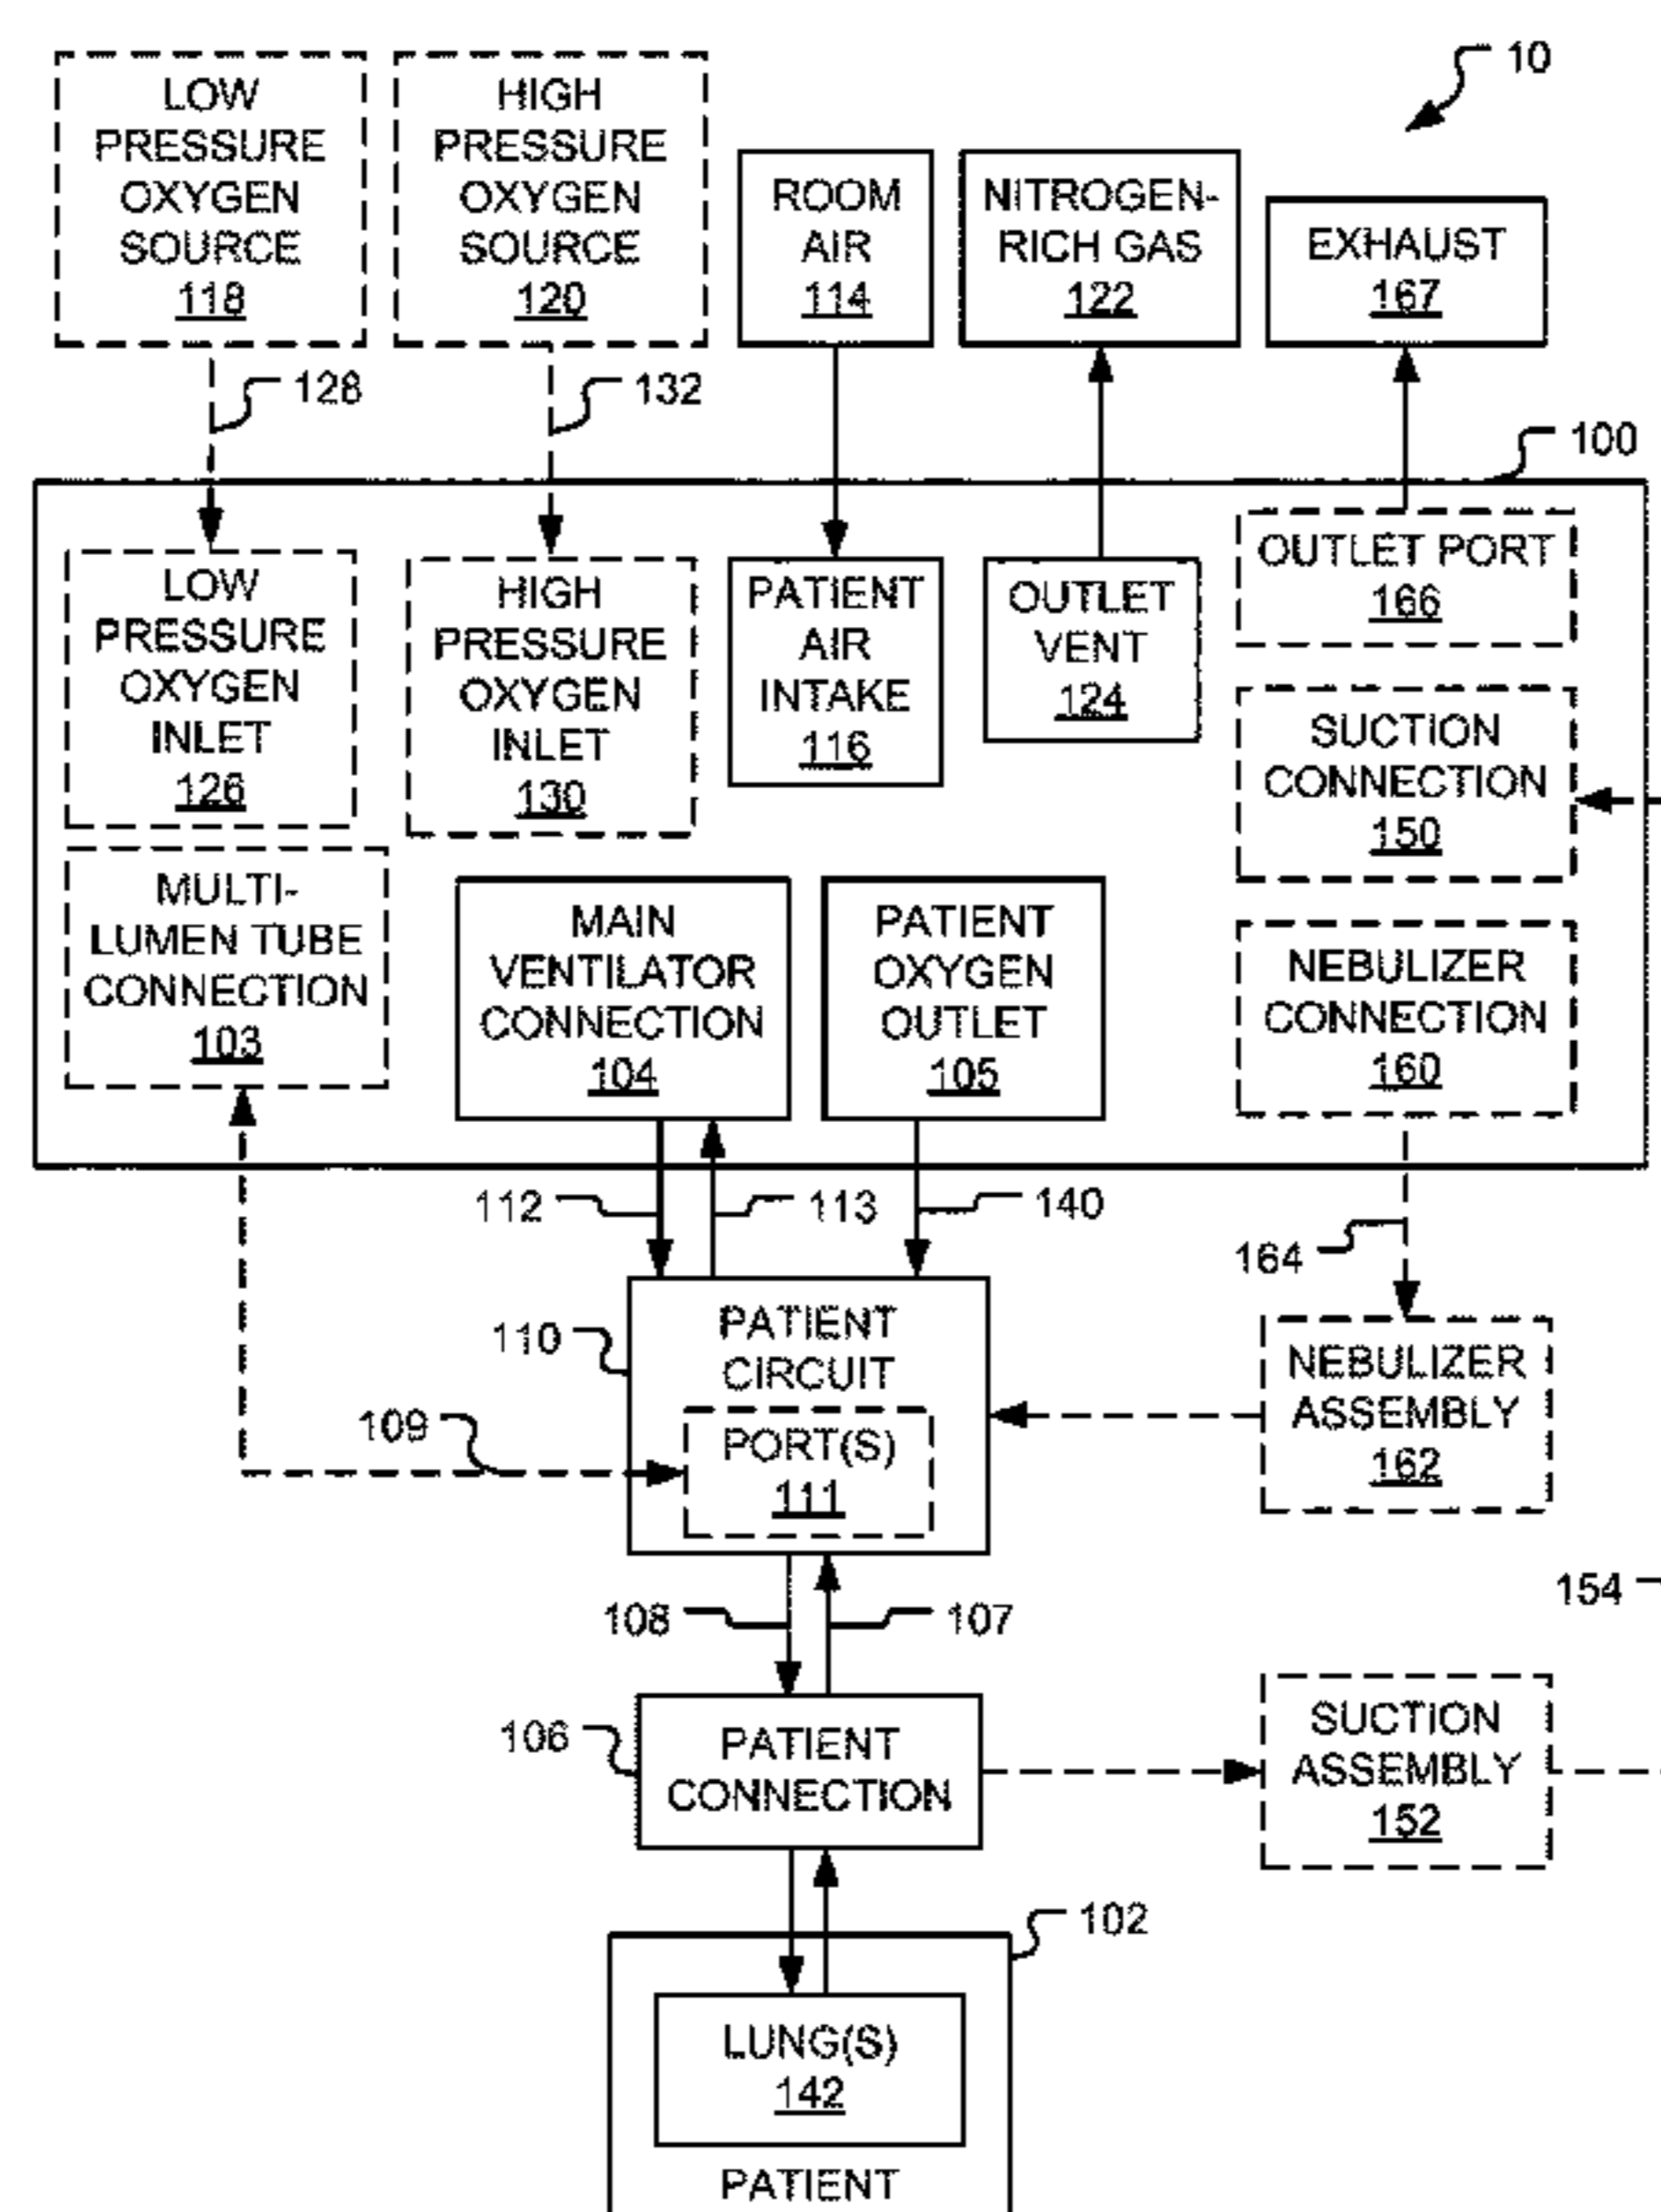 10
LOW
PRESSURE
OXYGEN
SOURCE
118
HIGH
PRESSURE
OXYGEN
SOURCE
120
ROOM
AIR
114
NITROGEN-
RICH GAS
122
EXHAUST
167
128
132
100
LOW
PRESSURE
OXYGEN
INLET
126
HIGH
PRESSURE
OXYGEN
INLET
130
PATIENT
AIR
INTAKE
116
OUTLET
VENT
124
OUTLET PORT
166
SUCTION
CONNECTION
150
MULTI-
LUMEN TUBE
CONNECTION
103
MAIN
VENTILATOR
CONNECTION
104
PATIENT
OXYGEN
OUTLET
105
NEBULIZER
CONNECTION
160
112
113
140
164
110
PATIENT
CIRCUIT
109
PORT(S)
111
NEBULIZER
ASSEMBLY
162
108
107
154
106
PATIENT
CONNECTION
SUCTION
ASSEMBLY
152
102
LUNG(S)
142
PATIENT